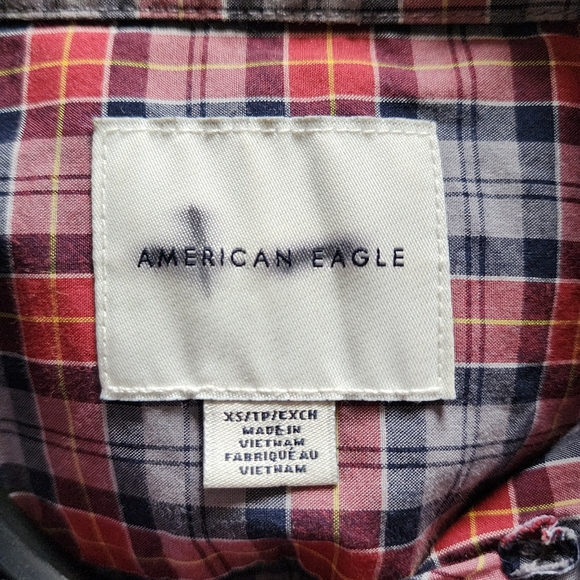 AMERICAN EAGLE
XS/TP/EXCH
MADE IN
VIETNAM
FABRIQUÉ AU
VIETNAM